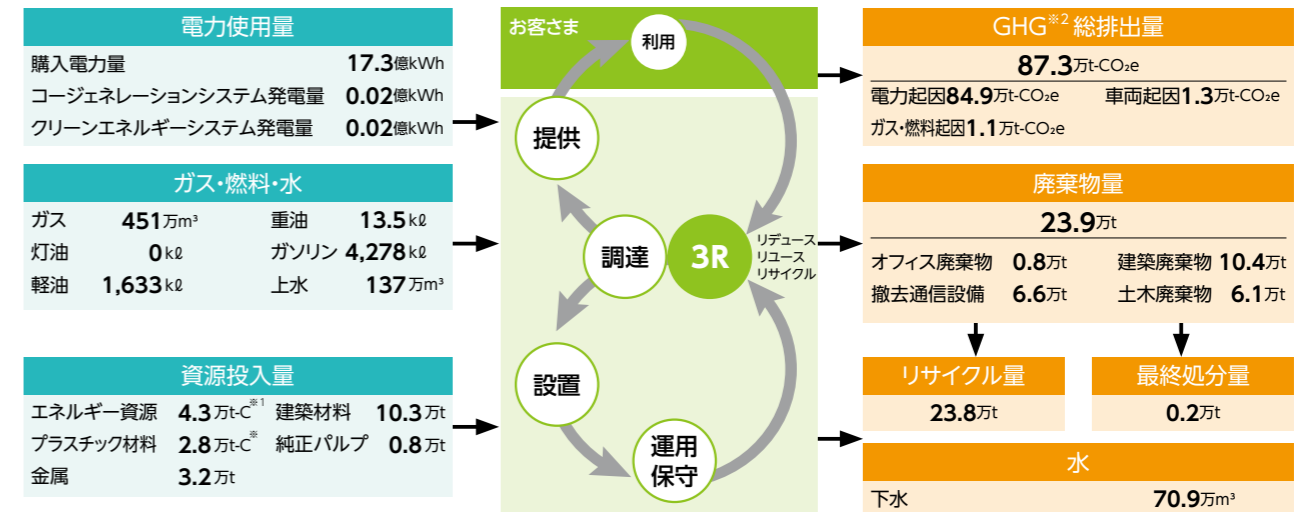 電力使用量
購入電力量 17.3億kWh
コージェネレーションシステム発電量 0.02億kWh
クリーンエネルギーシステム発電量 0.02億kWh
ガス・燃料・水
ガス 451万m³ 重油 13.5kℓ
灯油 0kℓ ガソリン 4,278kℓ
軽油 1,633kℓ 上水 137万m³
資源投入量
エネルギー資源 4.3万t-C※1 建築材料 10.3万t
プラスチック材料 2.8万t-C※ 純正パルプ 0.8万t
金属 3.2万t
お客さま
利用
提供
調達
3R
リデュース
リユース
リサイクル
設置
運用
保守
GHG※2 総排出量
87.3万t-CO₂e
電力起因84.9万t-CO₂e 車両起因1.3万t-CO₂e
ガス・燃料起因1.1万t-CO₂e
廃棄物量
23.9万t
オフィス廃棄物 0.8万t 建築廃棄物 10.4万t
撤去通信設備 6.6万t 土木廃棄物 6.1万t
リサイクル量
23.8万t
最終処分量
0.2万t
水
下水 70.9万m³